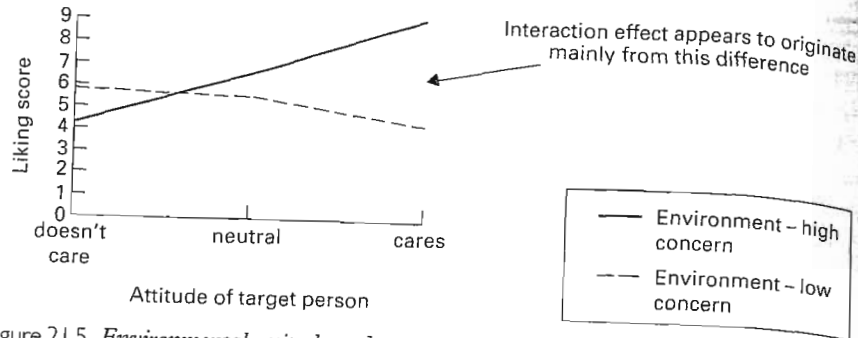 9
8
7
6
5
4
3
2
1
0
Liking score
doesn't
care
neutral
cares
Attitude of target person
Interaction effect appears to originate
mainly from this difference
Environment – high
concern
Environment – low
concern